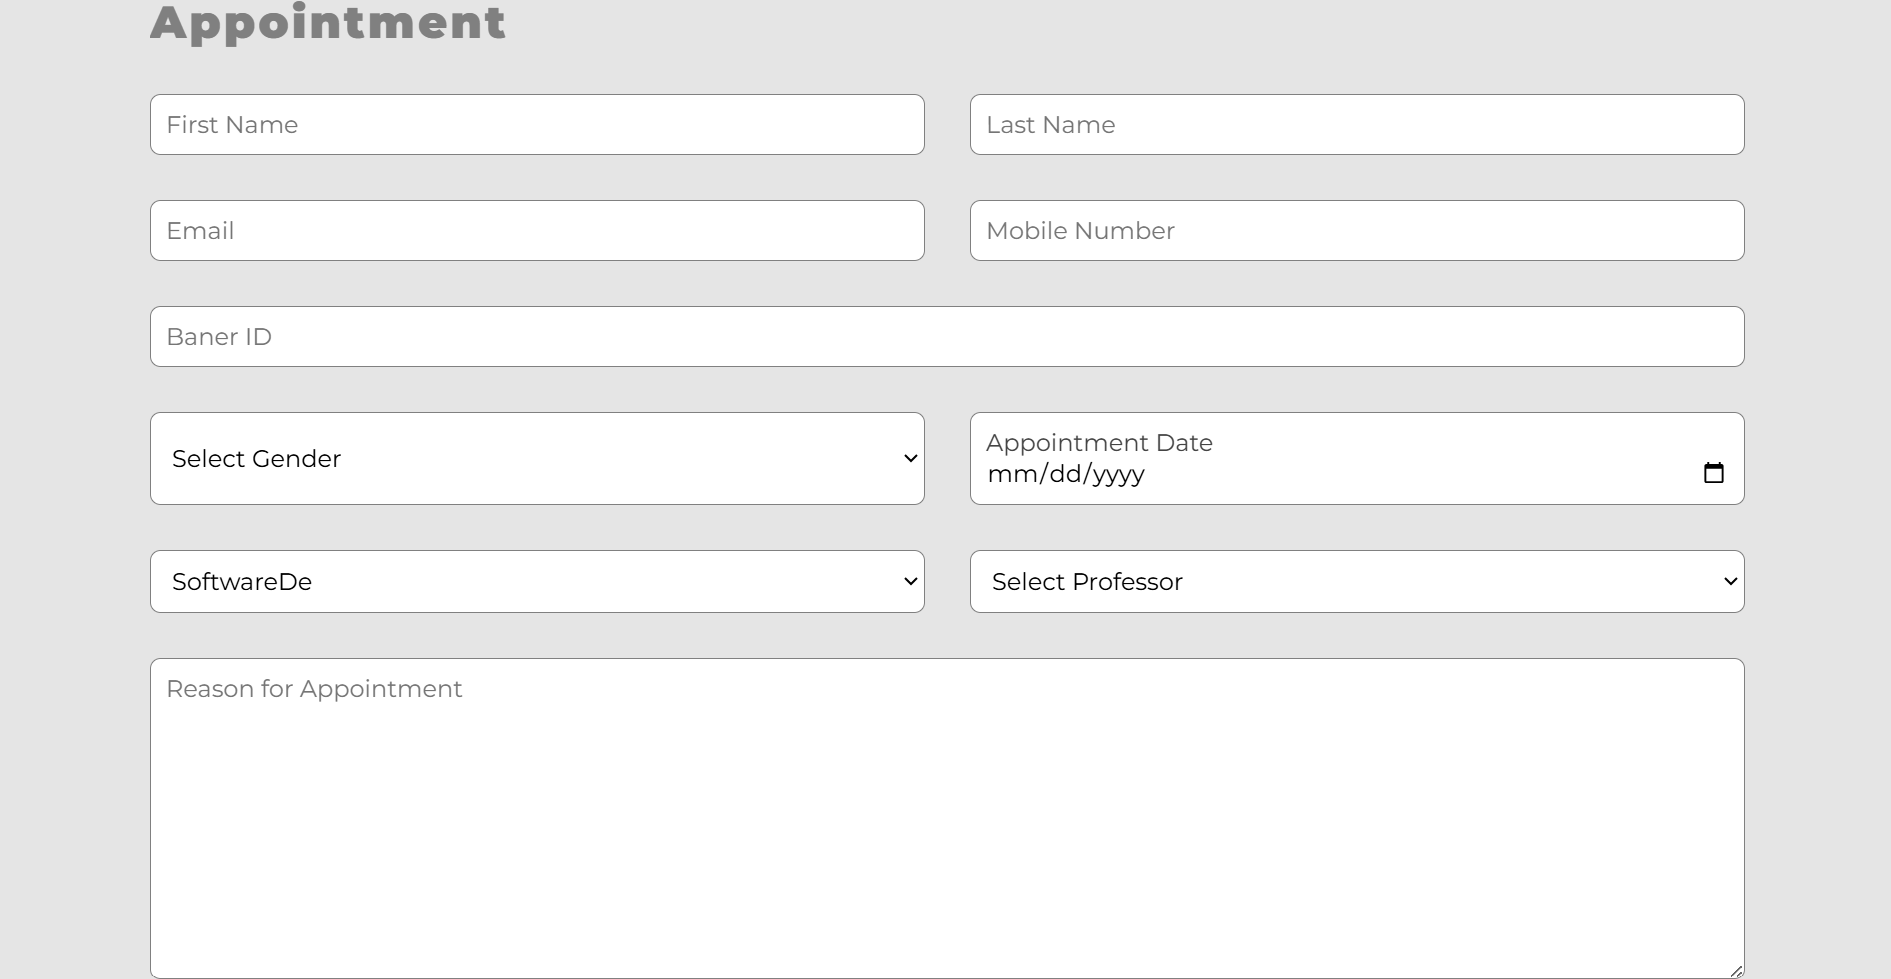 Appointment
First Name
Last Name
Email
Mobile Number
Baner ID
Select Gender
Appointment Date
mm/dd/yyyy
SoftwareDe
Select Professor
Reason for Appointment